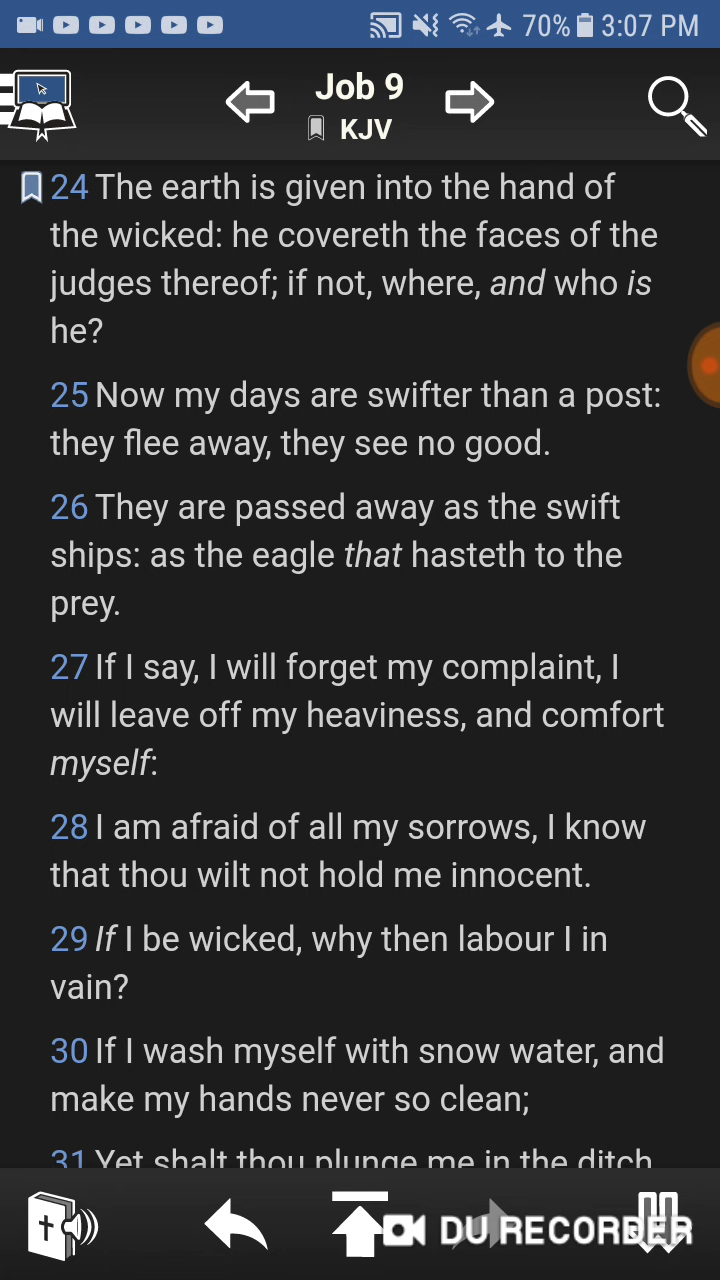 70% 3:07 PM
Job 9
KJV
24 The earth is given into the hand of
the wicked: he covereth the faces of the
judges thereof; if not, where, and who is
he?
25 Now my days are swifter than a post:
they flee away, they see no good.
26 They are passed away as the swift
ships: as the eagle that hasteth to the
prey.
27 If I say, I will forget my complaint, I
will leave off my heaviness, and comfort
myself:
28 I am afraid of all my sorrows, I know
that thou wilt not hold me innocent.
29 If I be wicked, why then labour I in
vain?
30 If I wash myself with snow water, and
make my hands never so clean;
31 Yet shalt thou plunge me in the ditch,
DU RECORDER